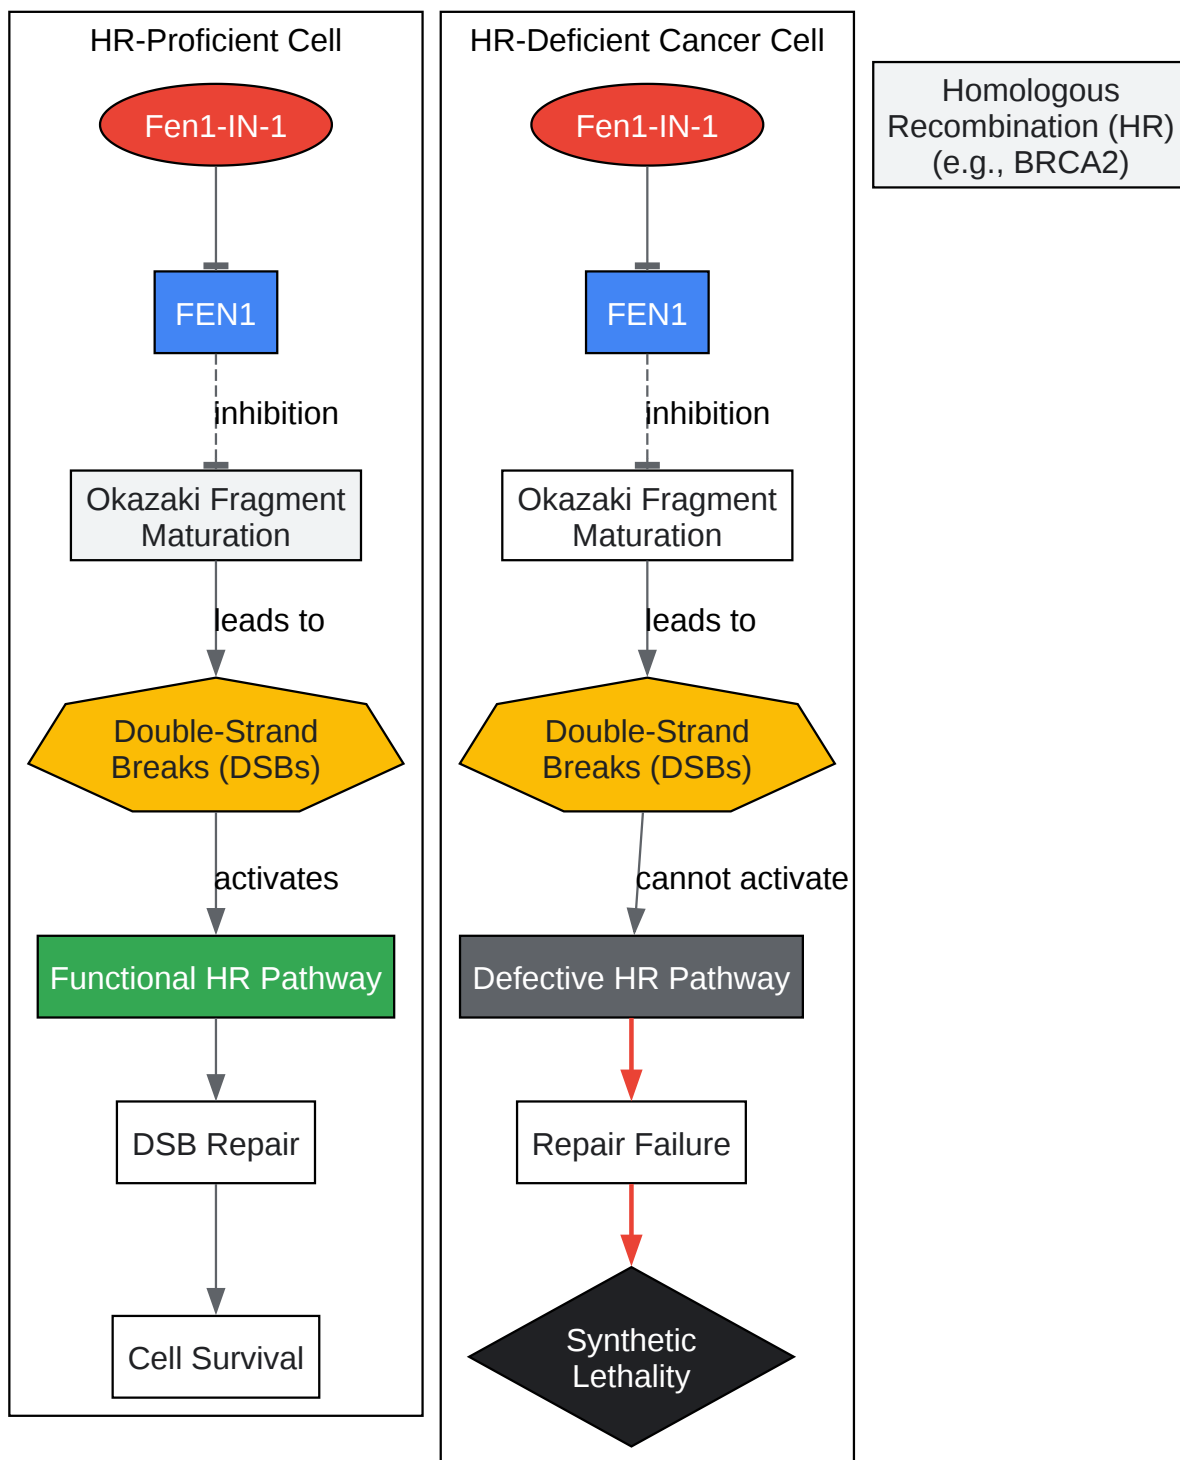 HR-Proficient Cell
Fen1-IN-1
FEN1
inhibition
Okazaki Fragment
Maturation
leads to
Double-Strand
Breaks (DSBs)
activates
Functional HR Pathway
DSB Repair
Cell Survival
HR-Deficient Cancer Cell
Fen1-IN-1
FEN1
inhibition
Okazaki Fragment
Maturation
leads to
Double-Strand
Breaks (DSBs)
cannot activate
Defective HR Pathway
Repair Failure
Synthetic
Lethality
Homologous
Recombination (HR)
(e.g., BRCA2)